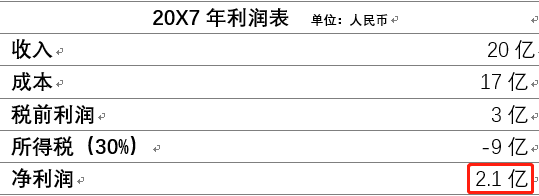 20X7 年利润表 单位：人民币
收入 20 亿
成本 17 亿
税前利润 3 亿
所得税（30%） -9 亿
净利润 2.1 亿